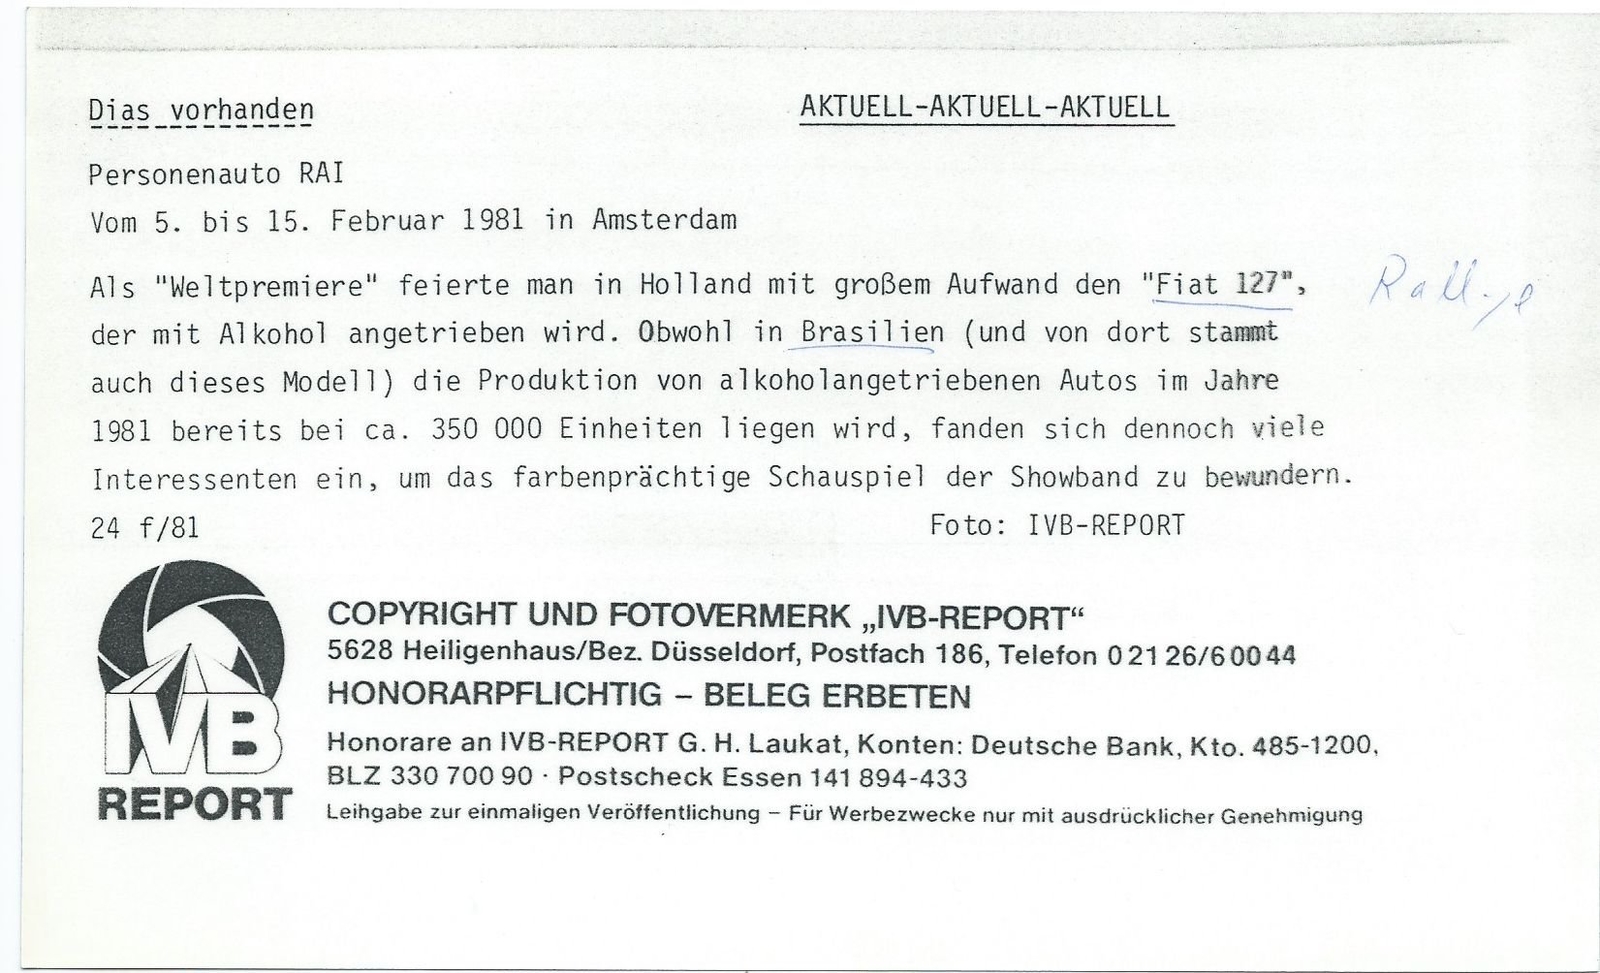 Dias vorhanden
AKTUELL-AKTUELL-AKTUELL
Personenauto RAI
Vom 5. bis 15. Februar 1981 in Amsterdam
Als "Weltpremiere" feierte man in Holland mit großem Aufwand den "Fiat 127",
Rallye
der mit Alkohol angetrieben wird. Obwohl in Brasilien (und von dort stammt
auch dieses Modell) die Produktion von alkoholangetriebenen Autos im Jahre
1981 bereits bei ca. 350 000 Einheiten liegen wird, fanden sich dennoch viele
Interessenten ein, um das farbenprächtige Schauspiel der Showband zu bewundern.
24 f/81
Foto: IVB-REPORT
IVB
REPORT
COPYRIGHT UND FOTOVERMERK „IVB-REPORT“
5628 Heiligenhaus/Bez. Düsseldorf, Postfach 186, Telefon 0 21 26/6 00 44
HONORARPFLICHTIG – BELEG ERBETEN
Honorare an IVB-REPORT G. H. Laukat, Konten: Deutsche Bank, Kto. 485-1200,
BLZ 330 700 90 · Postscheck Essen 141 894-433
Leihgabe zur einmaligen Veröffentlichung – Für Werbezwecke nur mit ausdrücklicher Genehmigung